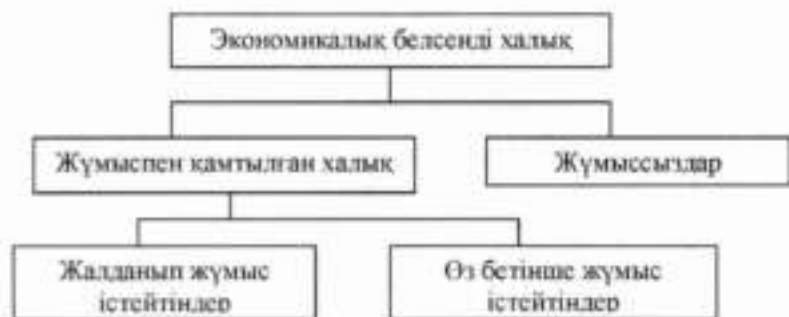 Экономикалық белсенді халық
Жұмыспен қамтылған халық
Жұмыссыздар
Жалданып жұмыс
істейтіндер
Өз бетінше жұмыс
істейтіндер